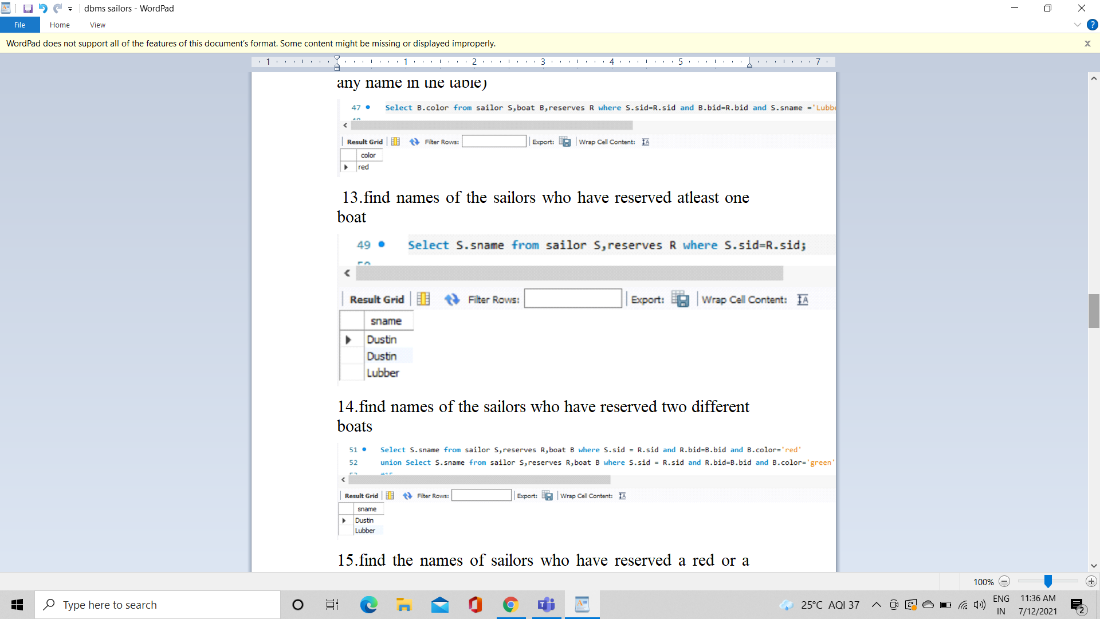 dbms sailors - WordPad
File Home View
WordPad does not support all of the features of this document's format. Some content might be missing or displayed improperly. x
1 1 2 3 4 5 7
any name in the table)
47 Select B.color from sailor S,boat B,reserves R where S.sid=R.sid and B.bid=R.bid and S.sname ='Lubbe
Result Grid Filter Rows: Export: Wrap Cell Content:
color
red
13.find names of the sailors who have reserved atleast one
boat
49 Select S.sname from sailor S,reserves R where S.sid=R.sid;
Result Grid Filter Rows: Export: Wrap Cell Content:
sname
Dustin
Dustin
Lubber
14.find names of the sailors who have reserved two different
boats
51 Select S.sname from sailor S,reserves R,boat B where S.sid = R.sid and R.bid=B.bid and B.color='red'
52 union Select S.sname from sailor S,reserves R,boat B where S.sid = R.sid and R.bid=B.bid and B.color='green'
Result Grid Filter Rows: Export: Wrap Cell Content:
sname
Dustin
Lubber
15.find the names of sailors who have reserved a red or a
100%
Type here to search
25°C AQI 37
ENG
IN
11:36 AM
7/12/2021
2